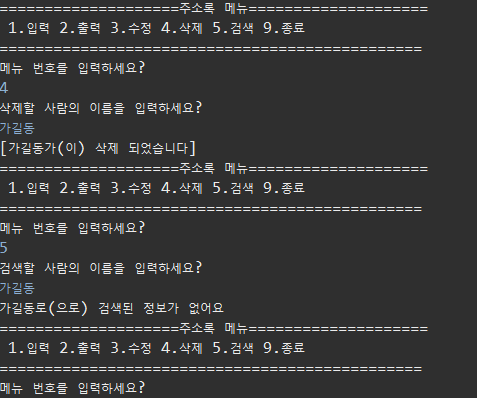 ====================주소록 메뉴====================
1.입력 2.출력 3.수정 4.삭제 5.검색 9.종료
===============================================
메뉴 번호를 입력하세요?
4
삭제할 사람의 이름을 입력하세요?
가길동
[가길동가(이) 삭제 되었습니다]
====================주소록 메뉴====================
1.입력 2.출력 3.수정 4.삭제 5.검색 9.종료
===============================================
메뉴 번호를 입력하세요?
5
검색할 사람의 이름을 입력하세요?
가길동
가길동로(으로) 검색된 정보가 없어요
====================주소록 메뉴====================
1.입력 2.출력 3.수정 4.삭제 5.검색 9.종료
===============================================
메뉴 번호를 입력하세요?